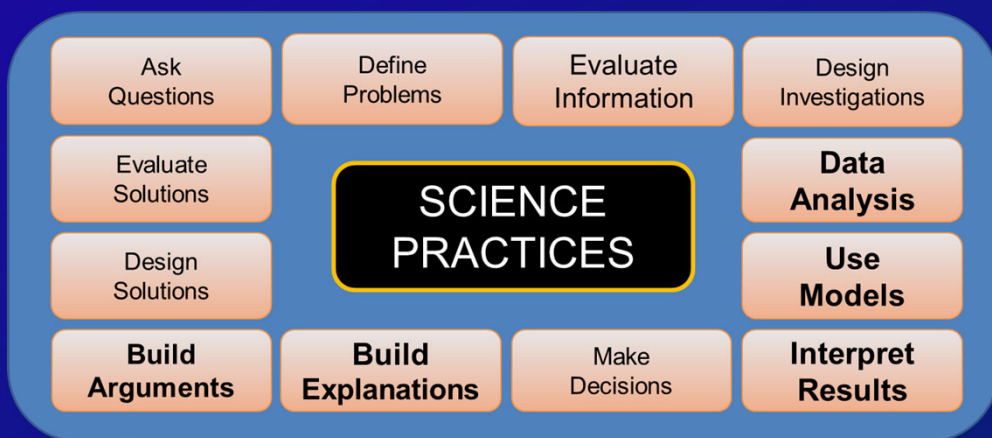 Ask
Questions
Define
Problems
Evaluate
Information
Design
Investigations
Evaluate
Solutions
SCIENCE
PRACTICES
Data
Analysis
Design
Solutions
Use
Models
Build
Arguments
Build
Explanations
Make
Decisions
Interpret
Results